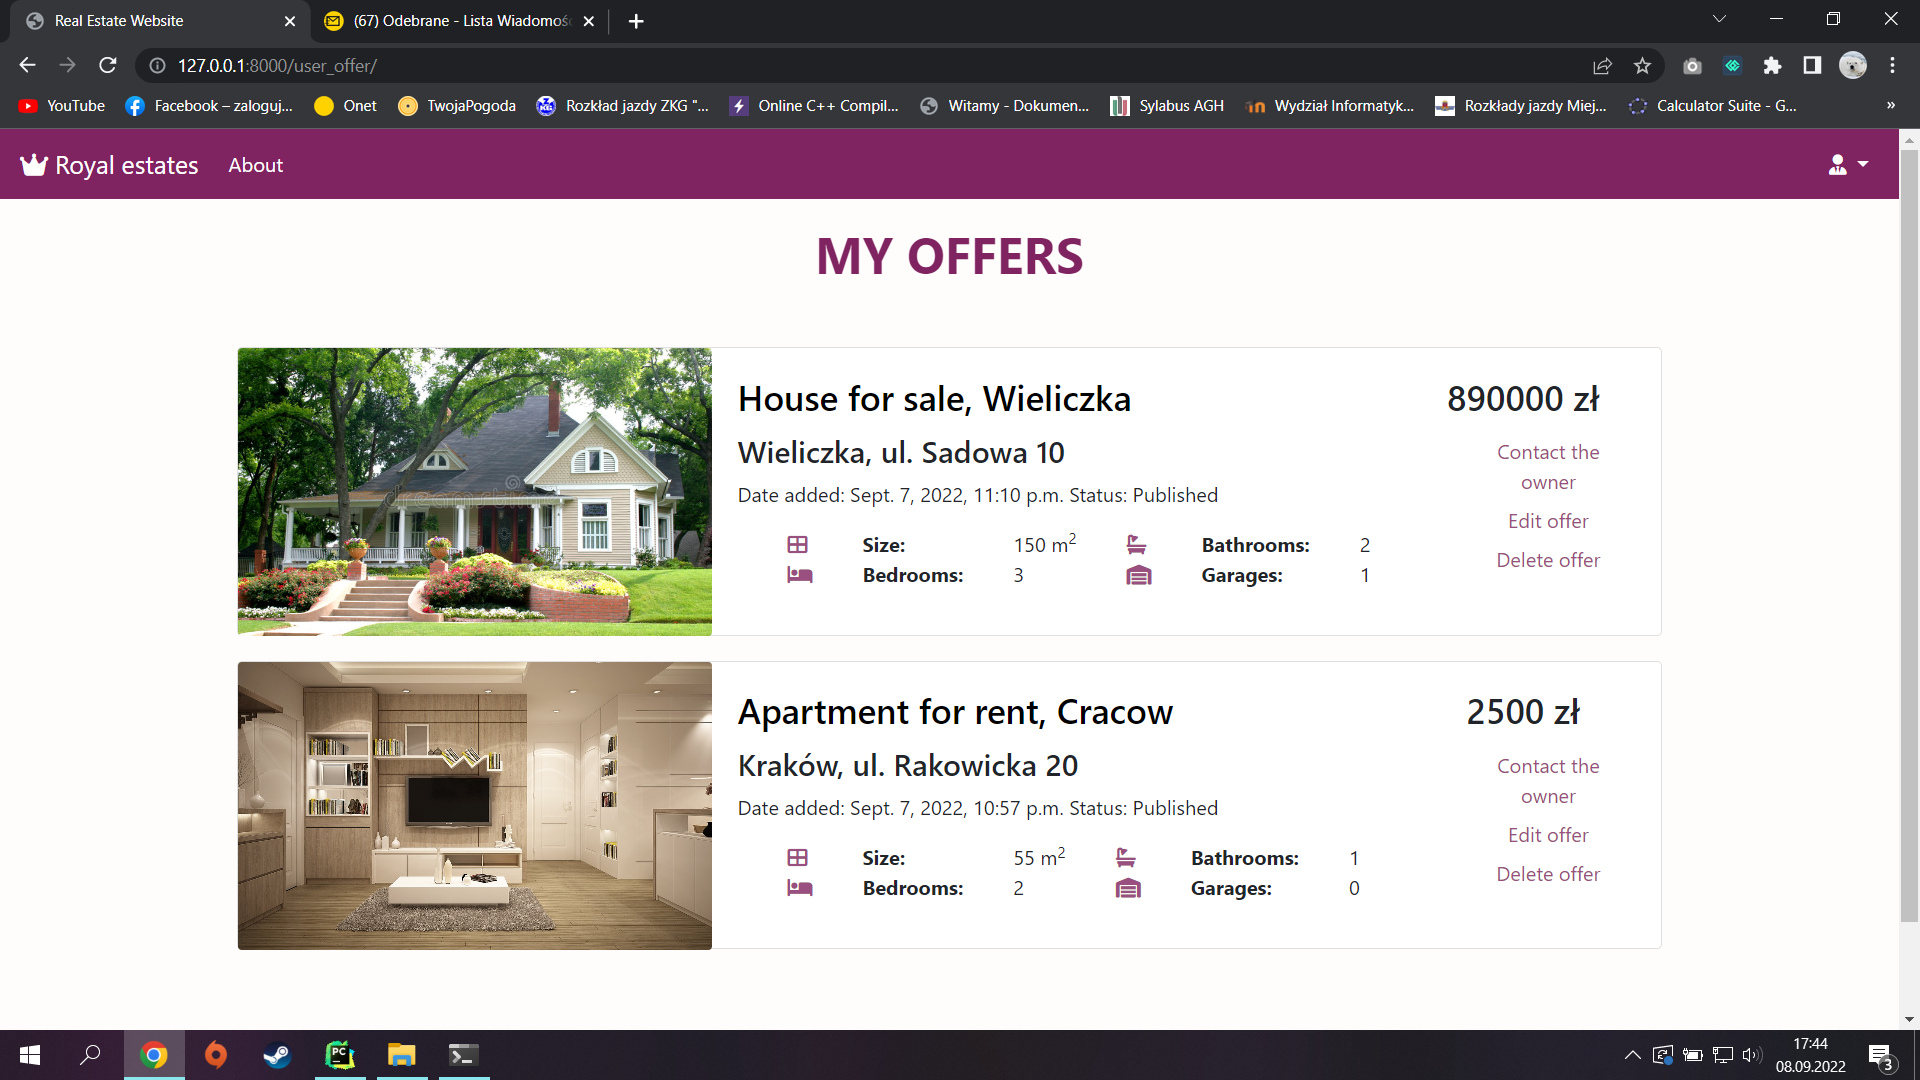 Real Estate Website
(67) Odebrane - Lista Wiadomośc
127.0.0.1:8000/user_offer/
YouTube
Facebook – zaloguj...
Onet
TwojaPogoda
Rozkład jazdy ZKG "...
Online C++ Compil...
Witamy - Dokumen...
Sylabus AGH
Wydział Informatyk...
Rozkłady jazdy Miej...
Calculator Suite - G...
»
Royal estates
About
MY OFFERS
House for sale, Wieliczka
890000 zł
Wieliczka, ul. Sadowa 10
Date added: Sept. 7, 2022, 11:10 p.m. Status: Published
Size: 150 m² Bathrooms: 2
Bedrooms: 3 Garages: 1
Contact the
owner
Edit offer
Delete offer
Apartment for rent, Cracow
2500 zł
Kraków, ul. Rakowicka 20
Date added: Sept. 7, 2022, 10:57 p.m. Status: Published
Size: 55 m² Bathrooms: 1
Bedrooms: 2 Garages: 0
Contact the
owner
Edit offer
Delete offer
PC
17:44
08.09.2022
3